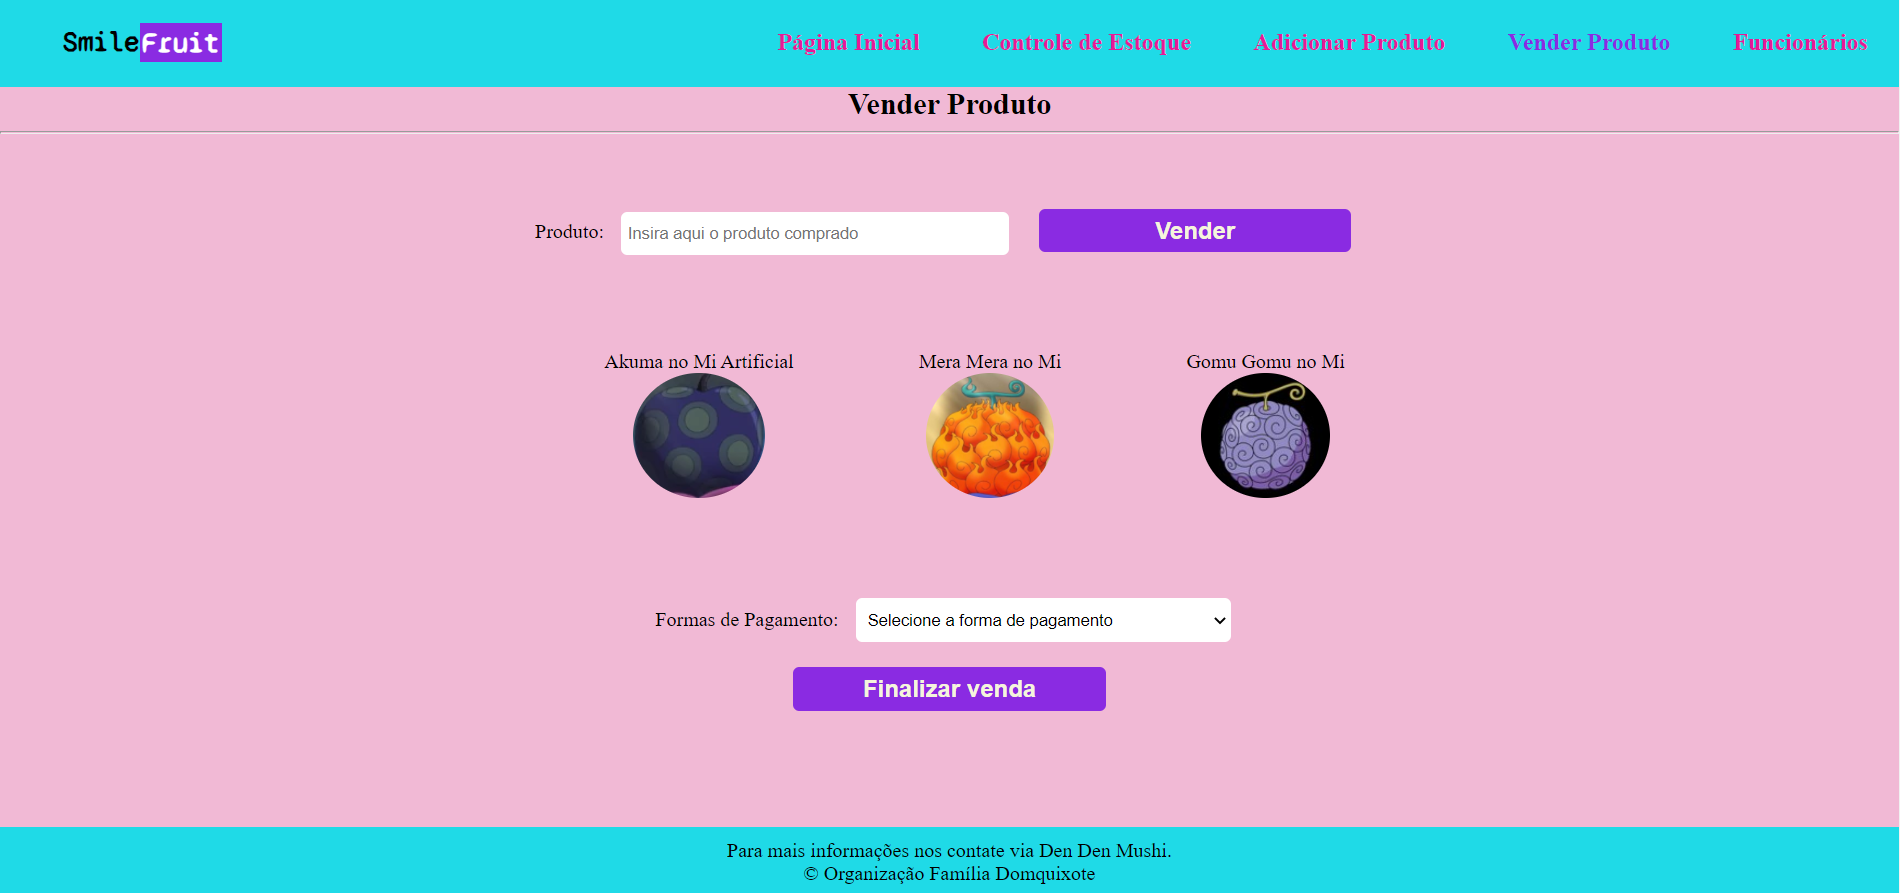 SmileFruit
Página Inicial Controle de Estoque Adicionar Produto Vender Produto Funcionários
Vender Produto
Produto: Insira aqui o produto comprado Vender
Akuma no Mi Artificial Mera Mera no Mi Gomu Gomu no Mi
Formas de Pagamento: Selecione a forma de pagamento
Finalizar venda
Para mais informações nos contate via Den Den Mushi.
© Organização Família Domquixote